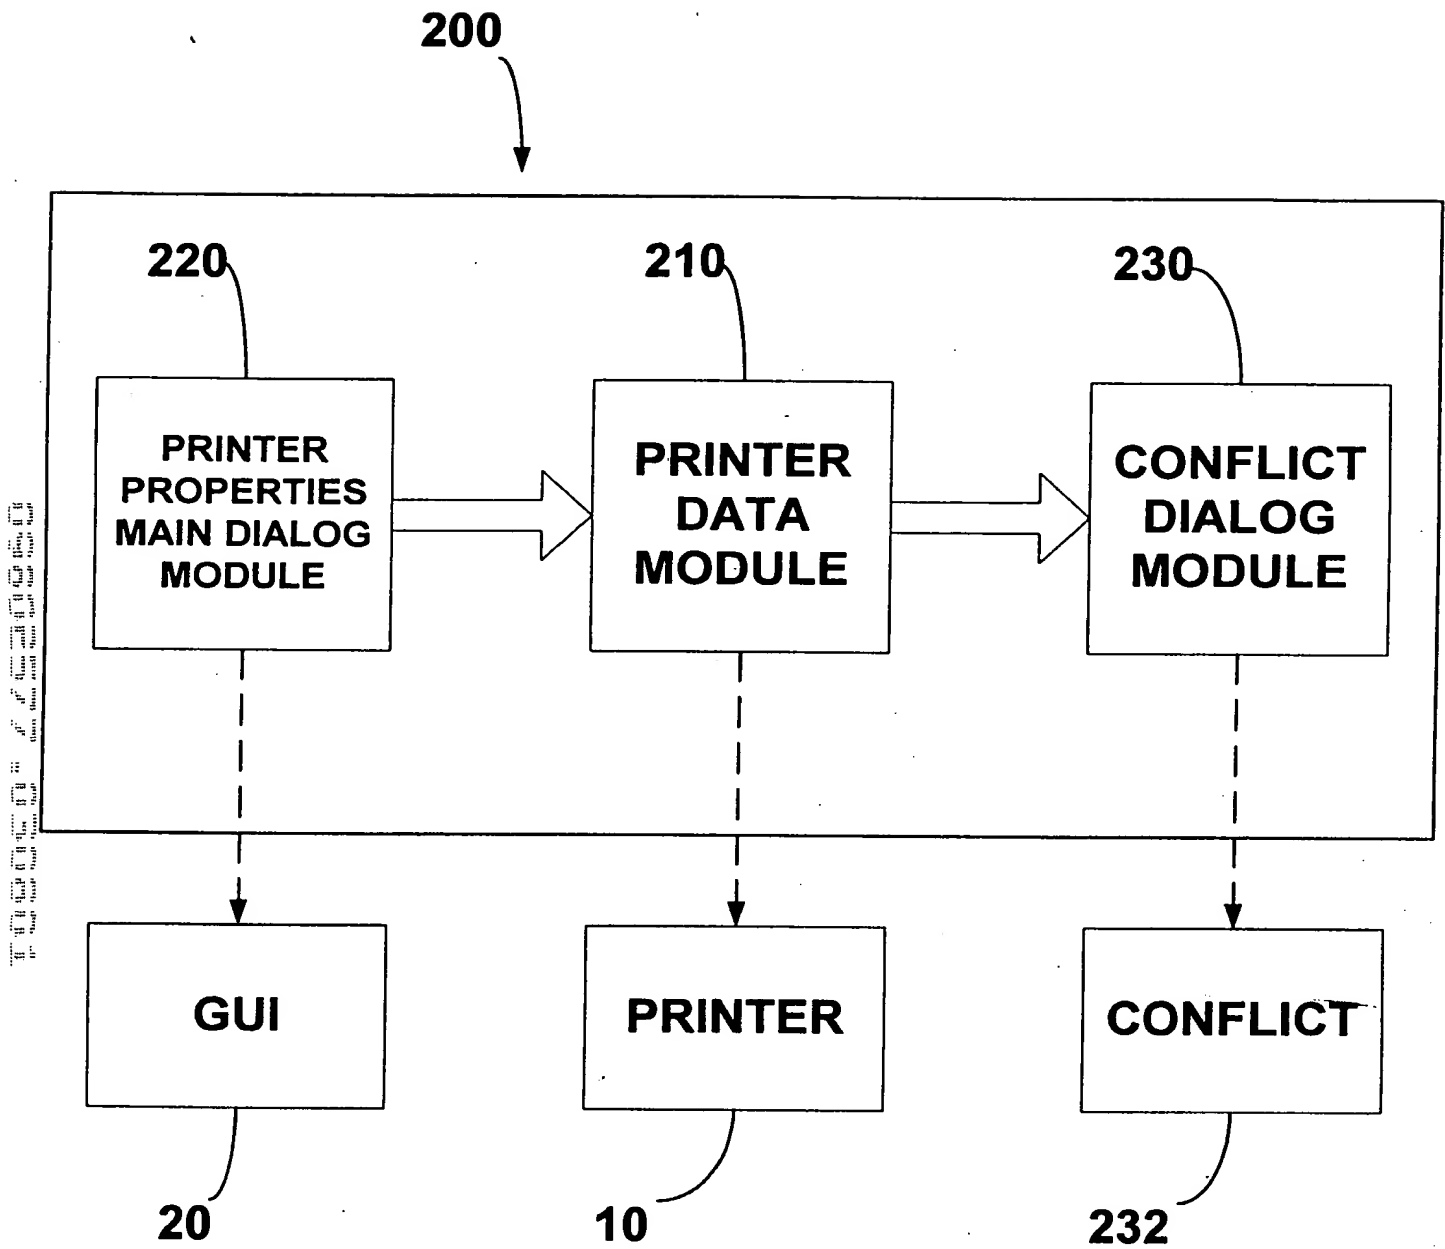 200
220
210
230
PRINTER
PROPERTIES
MAIN DIALOG
MODULE
PRINTER
DATA
MODULE
CONFLICT
DIALOG
MODULE
GUI
PRINTER
CONFLICT
20
10
232